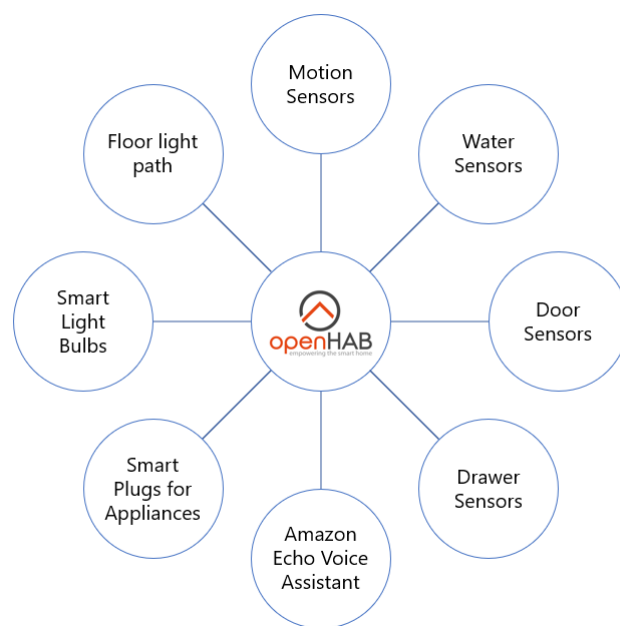 Motion
Sensors
Water
Sensors
Door
Sensors
Drawer
Sensors
Amazon
Echo Voice
Assistant
Smart
Plugs for
Appliances
Smart
Light
Bulbs
Floor light
path
openHAB
empowering the smart home